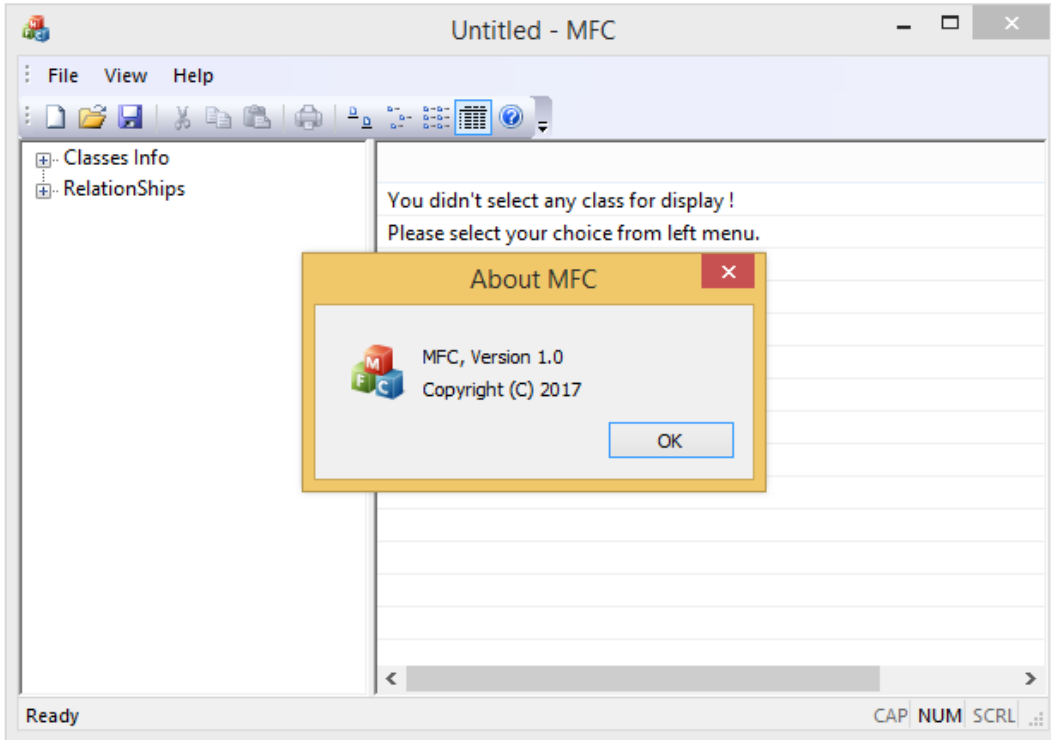 Untitled - MFC
File View Help
Classes Info
RelationShips
You didn't select any class for display !
Please select your choice from left menu.
About MFC
M
F C
MFC, Version 1.0
Copyright (C) 2017
OK
Ready
CAP NUM SCRL